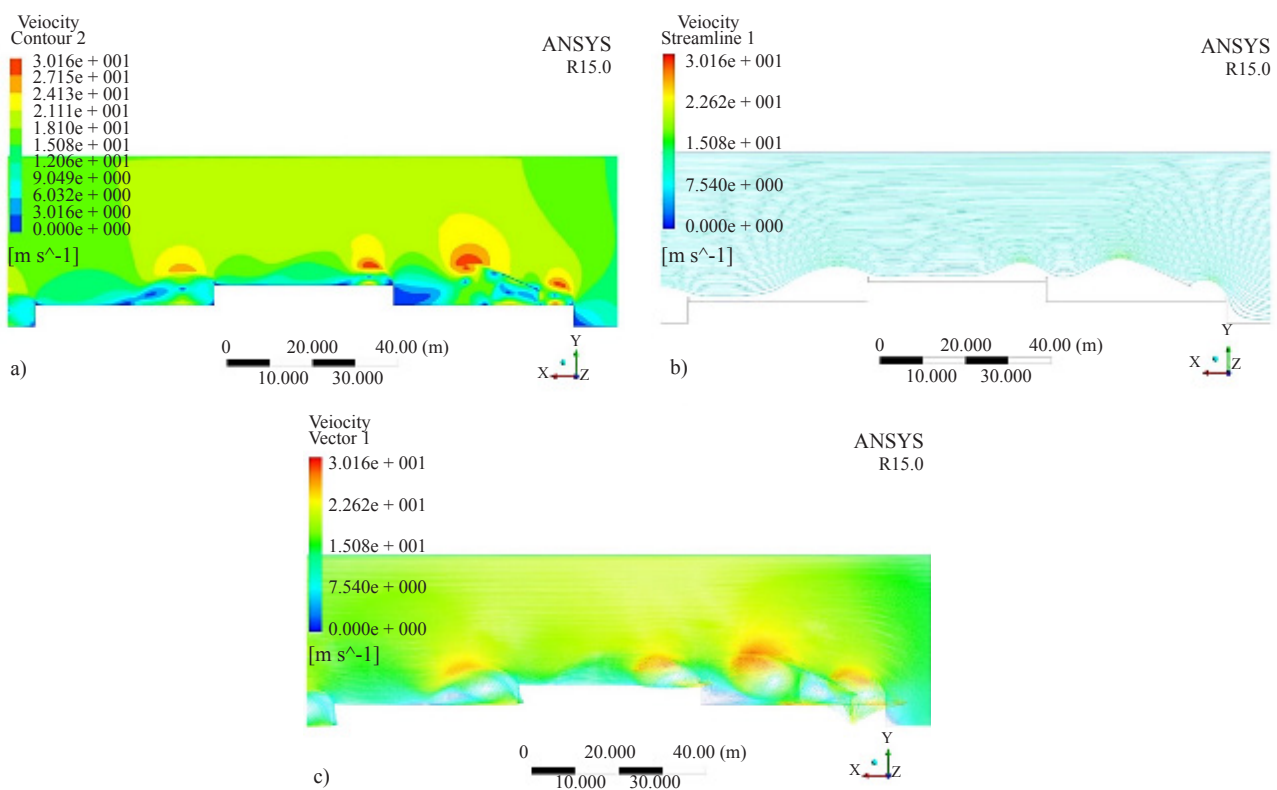 Veiocity
Contour 2
3.016e + 001
2.715e + 001
2.413e + 001
2.111e + 001
1.810e + 001
1.508e + 001
1.206e + 001
9.049e + 000
6.032e + 000
3.016e + 000
0.000e + 000
[m s^-1]
ANSYS
R15.0
0 20.000 40.00 (m)
10.000 30.000
Y
X Z
a)
Veiocity
Streamline 1
3.016e + 001
2.262e + 001
1.508e + 001
7.540e + 000
0.000e + 000
[m s^-1]
ANSYS
R15.0
0 20.000 40.00 (m)
10.000 30.000
Y
X Z
b)
Veiocity
Vector 1
3.016e + 001
2.262e + 001
1.508e + 001
7.540e + 000
0.000e + 000
[m s^-1]
ANSYS
R15.0
0 20.000 40.00 (m)
10.000 30.000
Y
X Z
c)